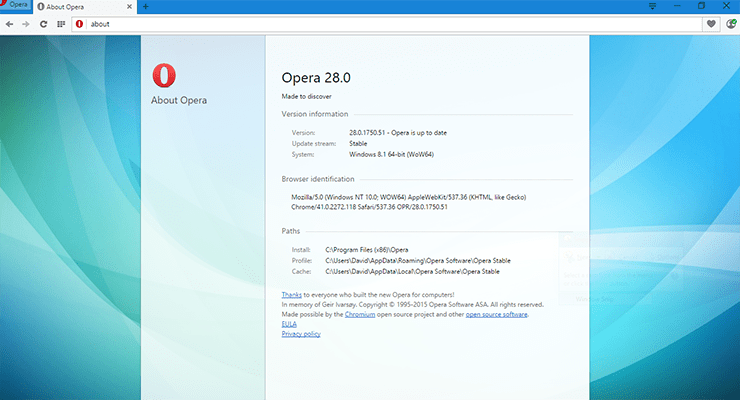 Opera
About Opera
about
About Opera
Opera 28.0
Made to discover
Version information
Version: 28.0.1750.51 - Opera is up to date
Update stream: Stable
System: Windows 8.1 64-bit (WoW64)
Browser identification
Mozilla/5.0 (Windows NT 10.0; WOW64) AppleWebKit/537.36 (KHTML, like Gecko)
Chrome/41.0.2272.118 Safari/537.36 OPR/28.0.1750.51
Paths
Install: C:\Program Files (x86)\Opera
Profile: C:\Users\David\AppData\Roaming\Opera Software\Opera Stable
Cache: C:\Users\David\AppData\Local\Opera Software\Opera Stable
Thanks to everyone who built the new Opera for computers!
In memory of Geir Ivarsøy. Copyright © 1995-2015 Opera Software ASA. All rights reserved.
Made possible by the Chromium open source project and other open source software.
EULA
Privacy policy